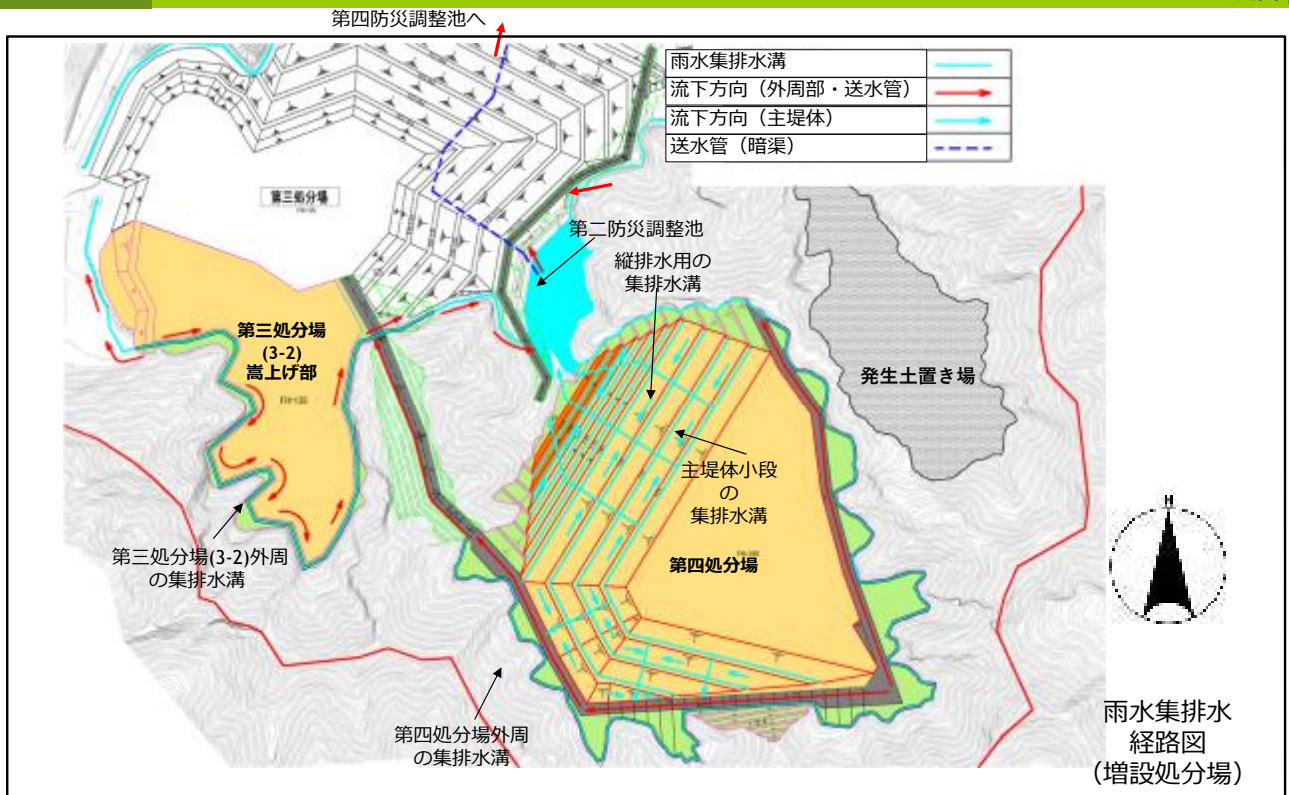 第四防災調整池へ
雨水集排水溝
流下方向（外周部・送水管）
流下方向（主堤体）
送水管（暗渠）
第三処分場
第二防災調整池
縦排水用の
集排水溝
第三処分場
(3-2)
嵩上げ部
発生土置き場
主堤体小段
の
集排水溝
第三処分場(3-2)外周
の集排水溝
第四処分場
第四処分場外周
の集排水溝
雨水集排水
経路図
（増設処分場）